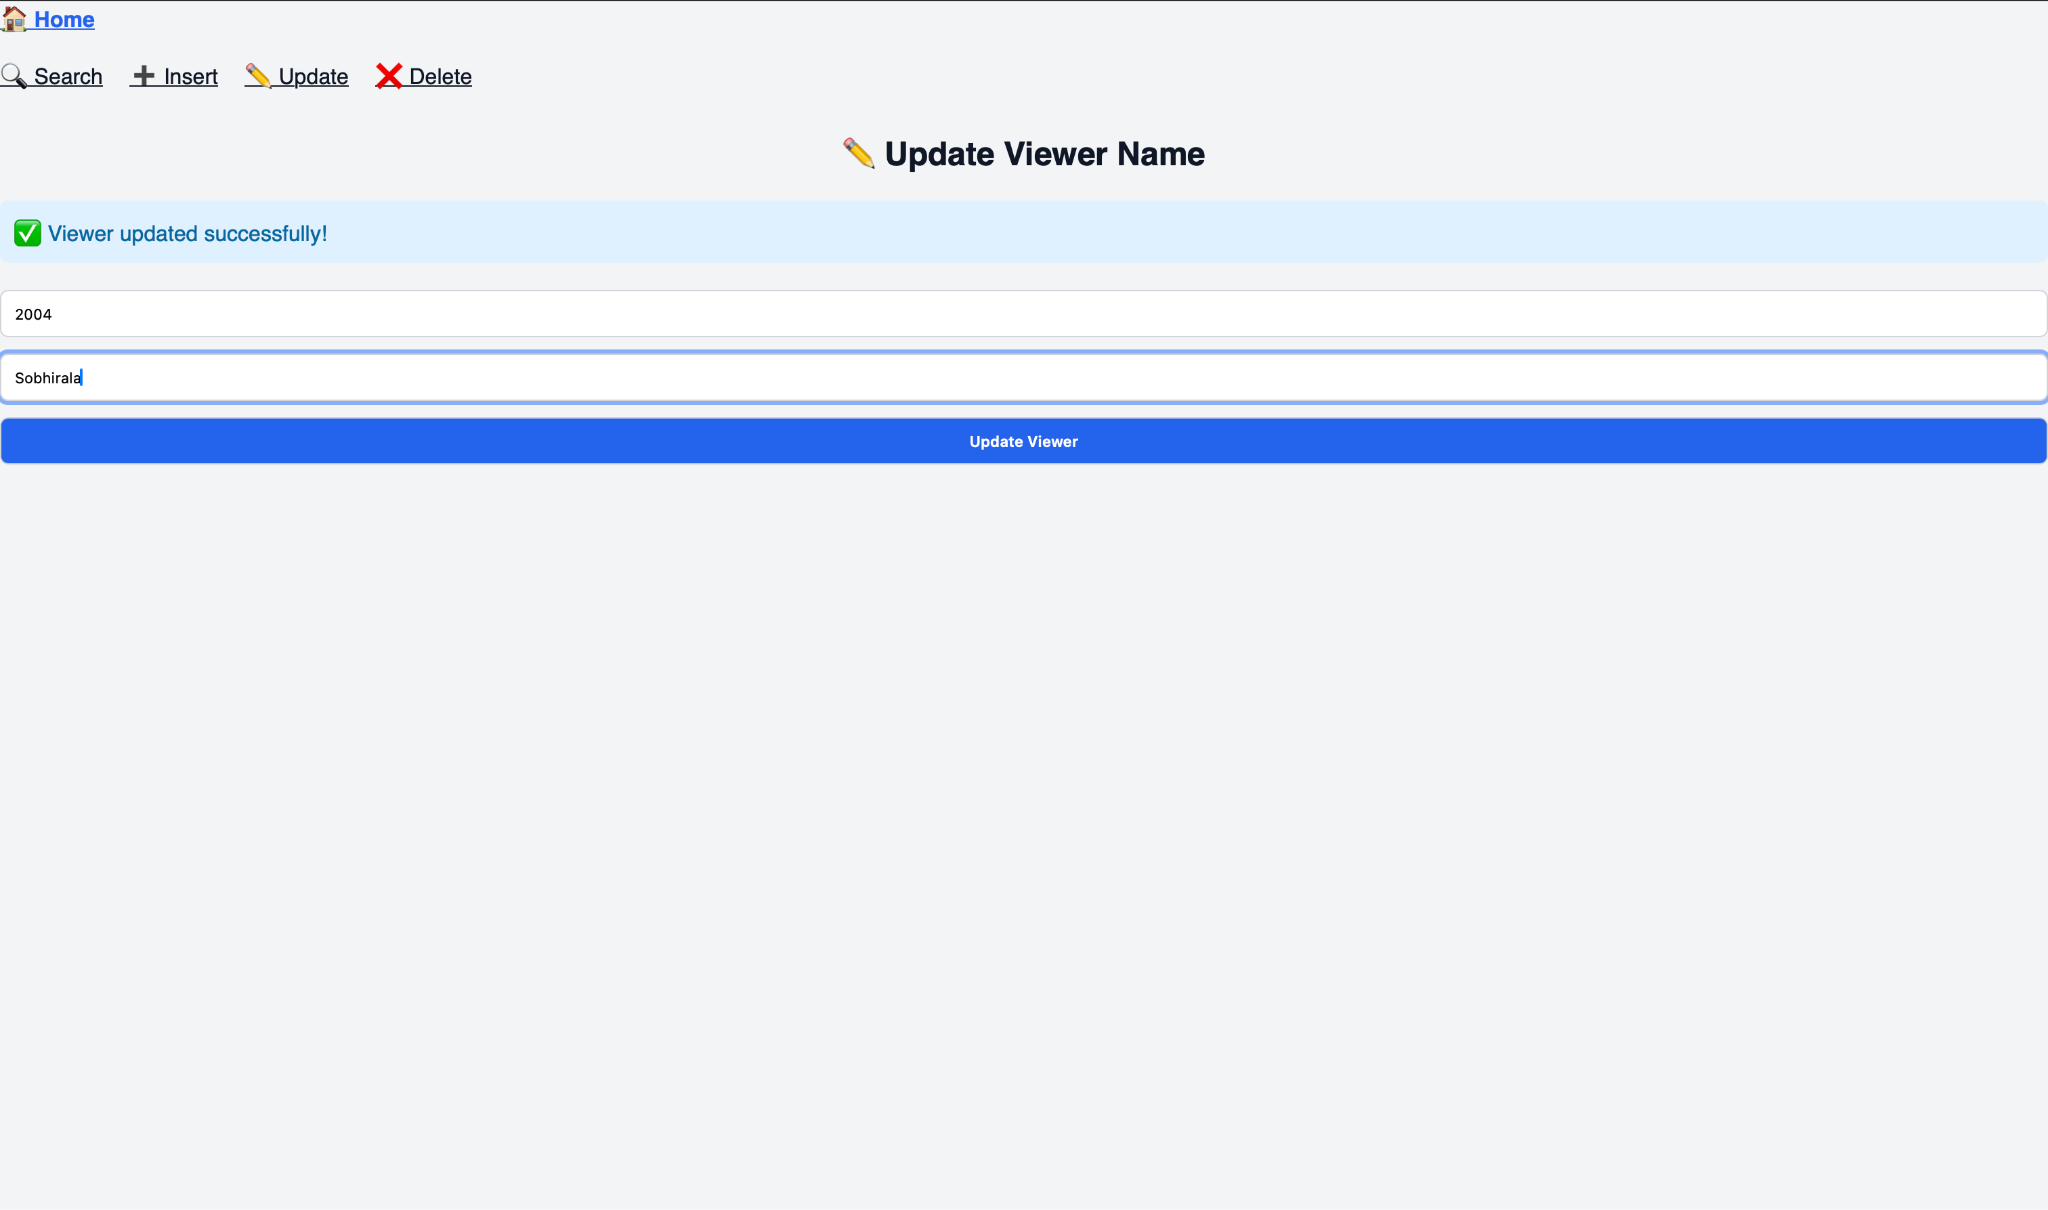 🏠 Home
🔍 Search ➕ Insert ✏️ Update ❌ Delete
✏️ Update Viewer Name
✅ Viewer updated successfully!
2004
Sobhirala
Update Viewer